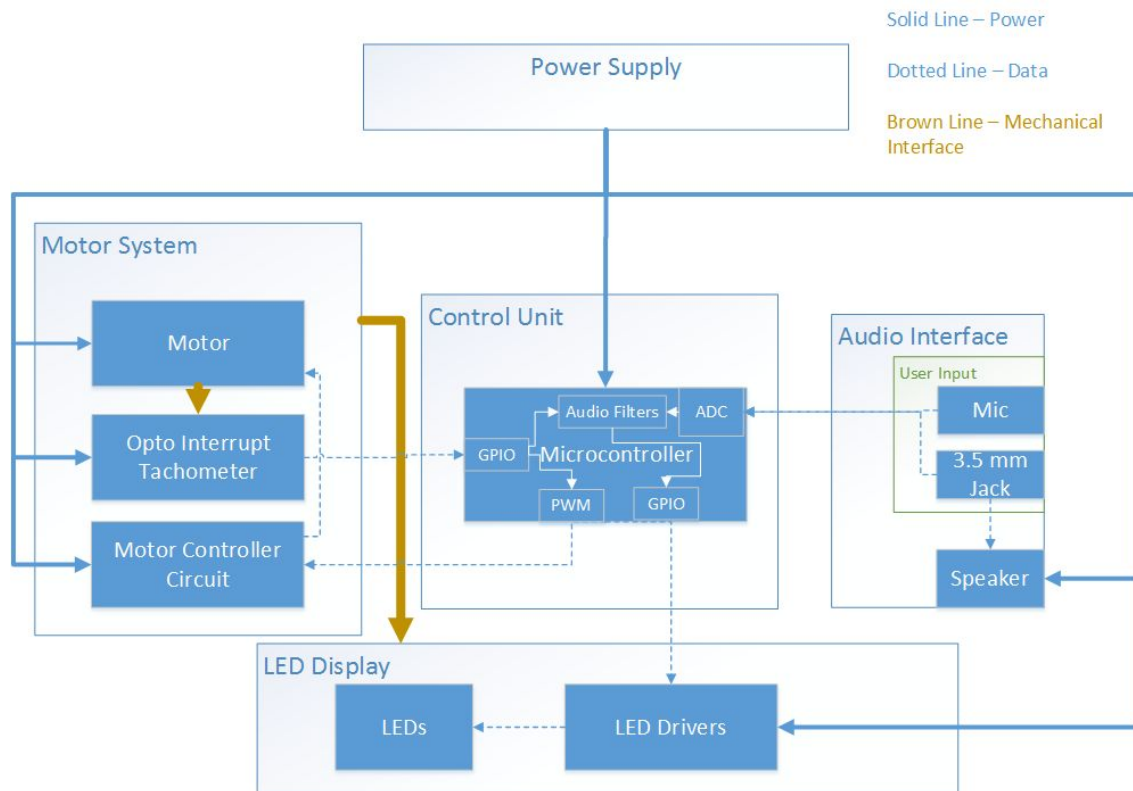 Solid Line – Power
Power Supply
Dotted Line – Data
Brown Line – Mechanical
Interface
Motor System
Motor
Opto Interrupt
Tachometer
Motor Controller
Circuit
Control Unit
Audio Filters
ADC
GPIO
Microcontroller
PWM
GPIO
Audio Interface
User Input
Mic
3.5 mm
Jack
Speaker
LED Display
LEDs
LED Drivers